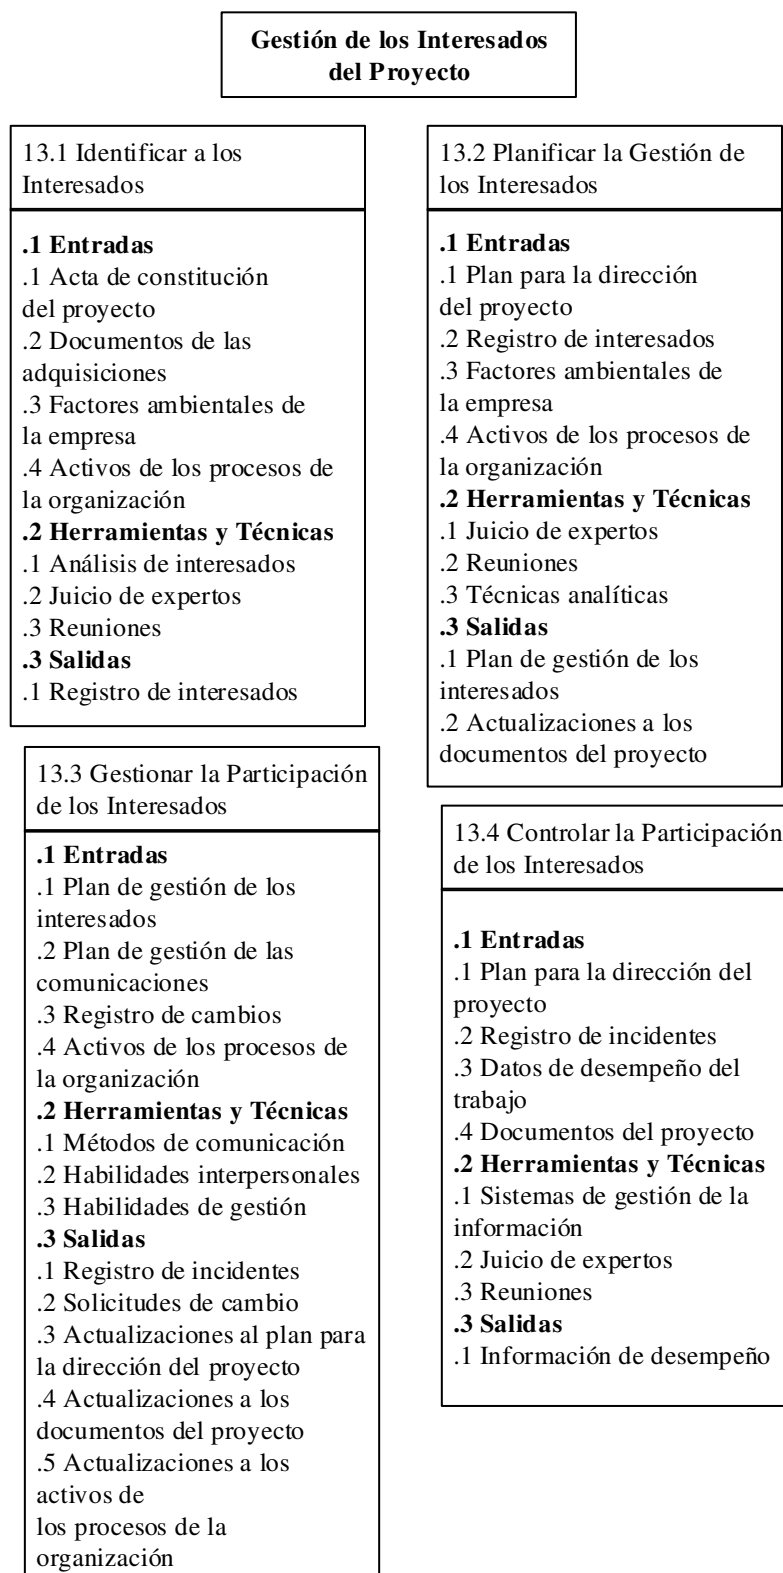 Gestión de los Interesados
del Proyecto
13.1 Identificar a los
Interesados
.1 Entradas
.1 Acta de constitución
del proyecto
.2 Documentos de las
adquisiciones
.3 Factores ambientales de
la empresa
.4 Activos de los procesos de
la organización
.2 Herramientas y Técnicas
.1 Análisis de interesados
.2 Juicio de expertos
.3 Reuniones
.3 Salidas
.1 Registro de interesados
13.2 Planificar la Gestión de
los Interesados
.1 Entradas
.1 Plan para la dirección
del proyecto
.2 Registro de interesados
.3 Factores ambientales de
la empresa
.4 Activos de los procesos de
la organización
.2 Herramientas y Técnicas
.1 Juicio de expertos
.2 Reuniones
.3 Técnicas analíticas
.3 Salidas
.1 Plan de gestión de los
interesados
.2 Actualizaciones a los
documentos del proyecto
13.3 Gestionar la Participación
de los Interesados
.1 Entradas
.1 Plan de gestión de los
interesados
.2 Plan de gestión de las
comunicaciones
.3 Registro de cambios
.4 Activos de los procesos de
la organización
.2 Herramientas y Técnicas
.1 Métodos de comunicación
.2 Habilidades interpersonales
.3 Habilidades de gestión
.3 Salidas
.1 Registro de incidentes
.2 Solicitudes de cambio
.3 Actualizaciones al plan para
la dirección del proyecto
.4 Actualizaciones a los
documentos del proyecto
.5 Actualizaciones a los
activos de
los procesos de la
organización
13.4 Controlar la Participación
de los Interesados
.1 Entradas
.1 Plan para la dirección del
proyecto
.2 Registro de incidentes
.3 Datos de desempeño del
trabajo
.4 Documentos del proyecto
.2 Herramientas y Técnicas
.1 Sistemas de gestión de la
información
.2 Juicio de expertos
.3 Reuniones
.3 Salidas
.1 Información de desempeño